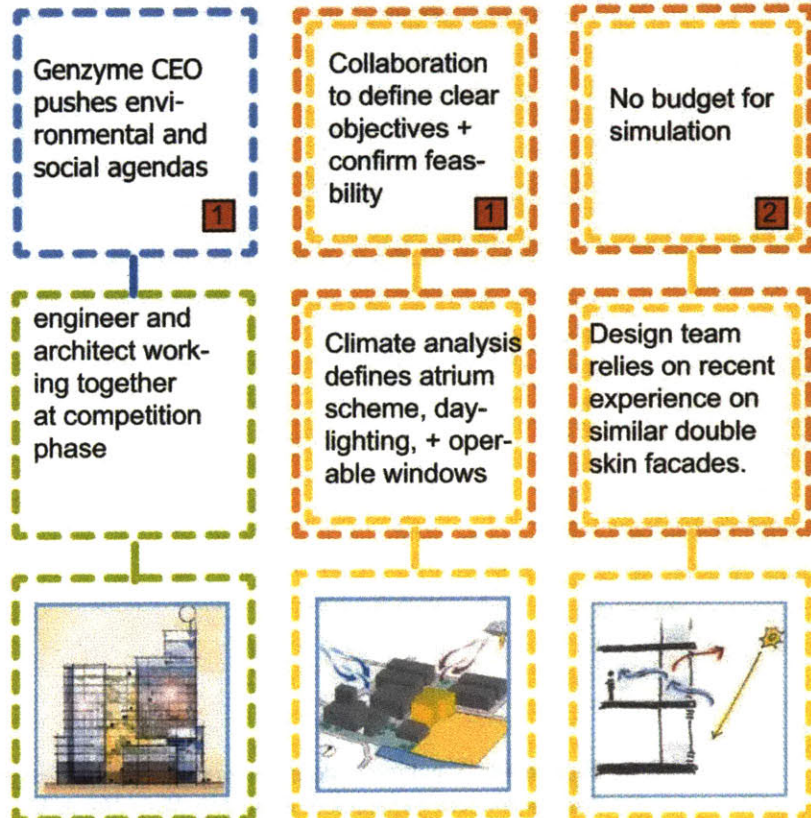 Genzyme CEO
pushes envi-
ronmental and
social agendas
1
Collaboration
to define clear
objectives +
confirm feas-
bility
1
No budget for
simulation
2
engineer and
architect work-
ing together
at competition
phase
Climate analysis
defines atrium
scheme, day-
lighting, + oper-
able windows
Design team
relies on recent
experience on
similar double
skin facades.